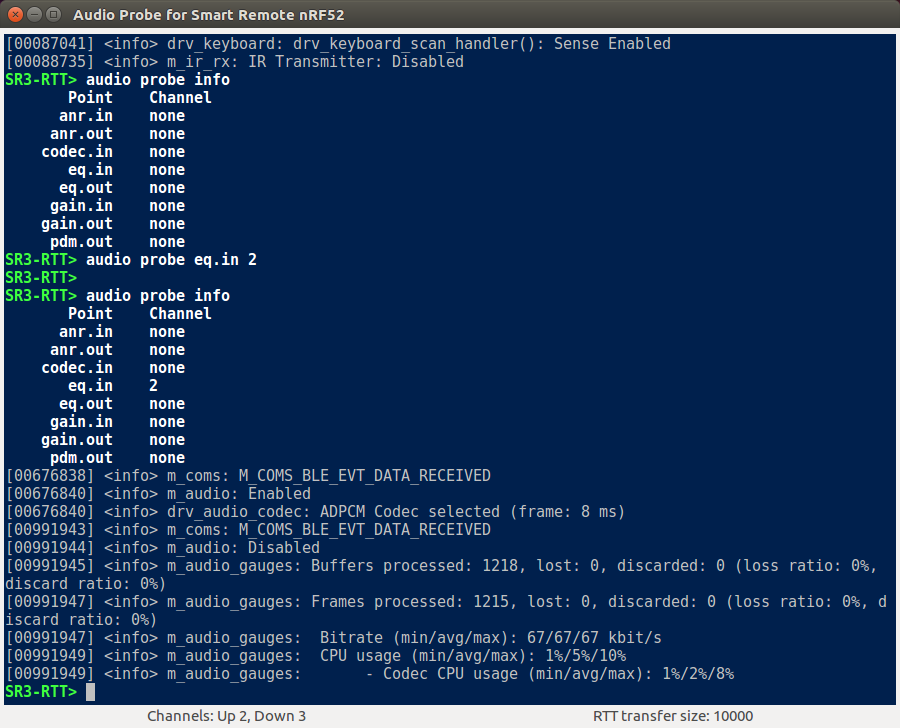 Audio Probe for Smart Remote nRF52
[00087041] <info> drv_keyboard: drv_keyboard_scan_handler(): Sense Enabled
[00088735] <info> m_ir_rx: IR Transmitter: Disabled
SR3-RTT> audio probe info
Point    Channel
anr.in    none
anr.out    none
codec.in    none
eq.in    none
eq.out    none
gain.in    none
gain.out    none
pdm.out    none
SR3-RTT> audio probe eq.in 2
SR3-RTT>
SR3-RTT> audio probe info
Point    Channel
anr.in    none
anr.out    none
codec.in    none
eq.in    2
eq.out    none
gain.in    none
gain.out    none
pdm.out    none
[00676838] <info> m_coms: M_COMS_BLE_EVT_DATA_RECEIVED
[00676840] <info> m_audio: Enabled
[00676840] <info> drv_audio_codec: ADPCM Codec selected (frame: 8 ms)
[00991943] <info> m_coms: M_COMS_BLE_EVT_DATA_RECEIVED
[00991944] <info> m_audio: Disabled
[00991945] <info> m_audio_gauges: Buffers processed: 1218, lost: 0, discarded: 0 (loss ratio: 0%,
discard ratio: 0%)
[00991947] <info> m_audio_gauges: Frames processed: 1215, lost: 0, discarded: 0 (loss ratio: 0%, d
iscard ratio: 0%)
[00991947] <info> m_audio_gauges:  Bitrate (min/avg/max): 67/67/67 kbit/s
[00991949] <info> m_audio_gauges:  CPU usage (min/avg/max): 1%/5%/10%
[00991949] <info> m_audio_gauges:       - Codec CPU usage (min/avg/max): 1%/2%/8%
SR3-RTT>
Channels: Up 2, Down 3
RTT transfer size: 10000